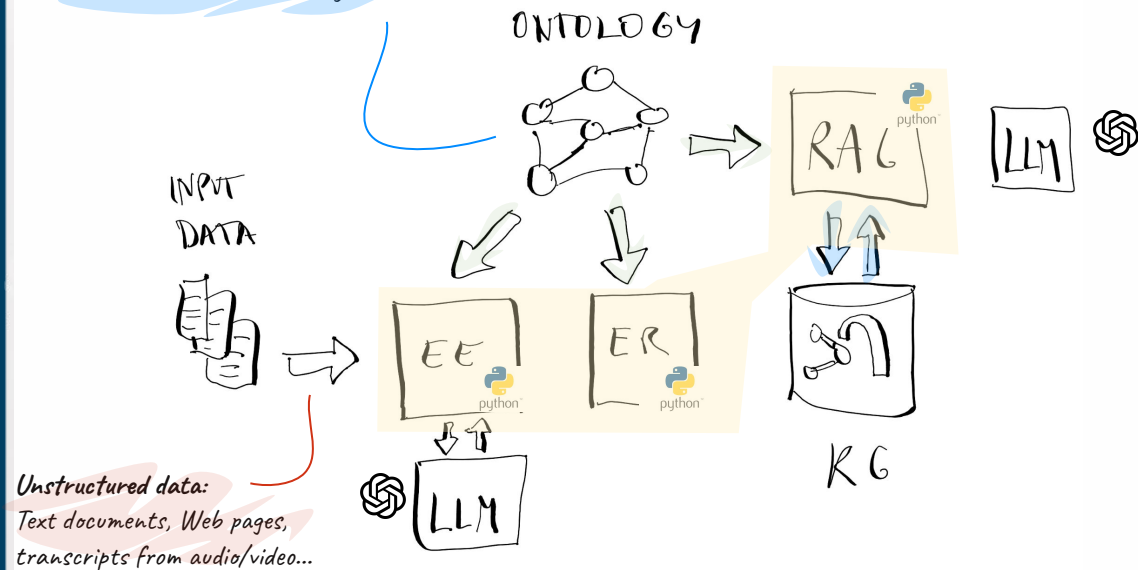 ONTOLOGY
python
RAG
LLM
INPUT
DATA
EE
python
ER
python
KG
LLM
Unstructured data:
Text documents, Web pages,
transcripts from audio/video...